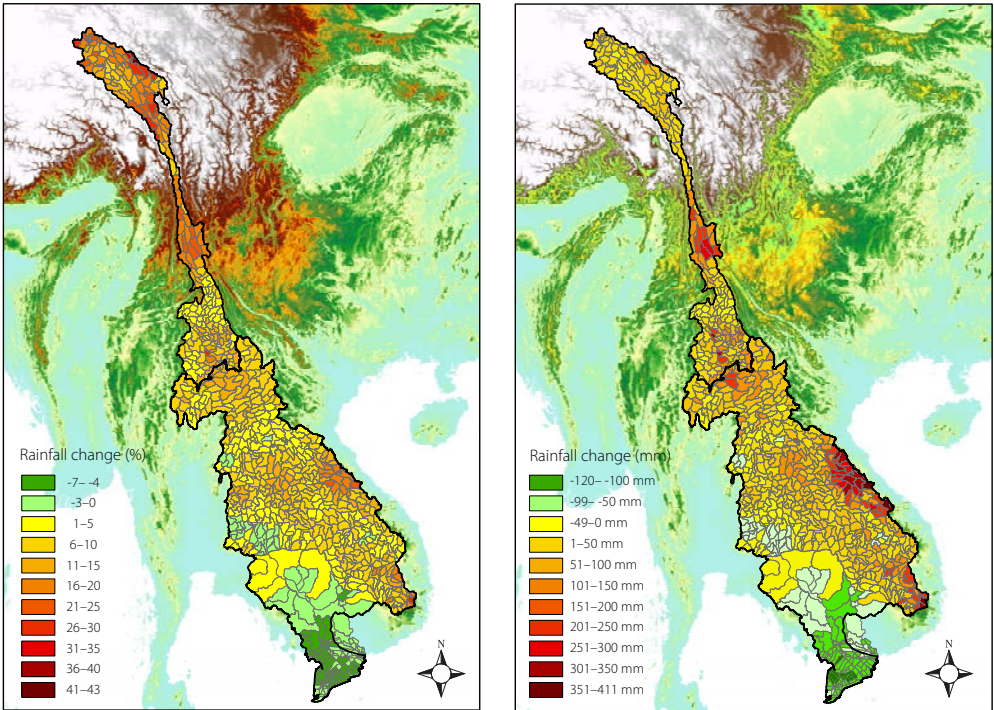 Rainfall change (%)
-7– -4
-3–0
1–5
6–10
11–15
16–20
21–25
26–30
31–35
36–40
41–43
N
Rainfall change (mm)
-120– -100 mm
-99– -50 mm
-49–0 mm
1–50 mm
51–100 mm
101–150 mm
151–200 mm
201–250 mm
251–300 mm
301–350 mm
351–411 mm
N